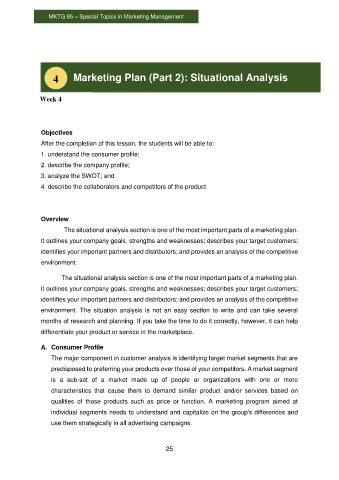 MKTG 85 – Special Topics in Marketing Management
4 Marketing Plan (Part 2): Situational Analysis
Week 4
Objectives
After the completion of this lesson, the students will be able to:
1. understand the consumer profile;
2. describe the company profile;
3. analyze the SWOT; and
4. describe the collaborators and competitors of the product.
Overview
The situational analysis section is one of the most important parts of a marketing plan.
It outlines your company goals, strengths and weaknesses; describes your target customers;
identifies your important partners and distributors; and provides an analysis of the competitive
environment.
The situational analysis section is one of the most important parts of a marketing plan.
It outlines your company goals, strengths and weaknesses; describes your target customers;
identifies your important partners and distributors; and provides an analysis of the competitive
environment. The situation analysis is not an easy section to write and can take several
months of research and planning. If you take the time to do it correctly, however, it can help
differentiate your product or service in the marketplace.
A. Consumer Profile
The major component in customer analysis is identifying target market segments that are
predisposed to preferring your products over those of your competitors. A market segment
is a sub-set of a market made up of people or organizations with one or more
characteristics that cause them to demand similar product and/or services based on
qualities of those products such as price or function. A marketing program aimed at
individual segments needs to understand and capitalize on the group's differences and
use them strategically in all advertising campaigns.
25